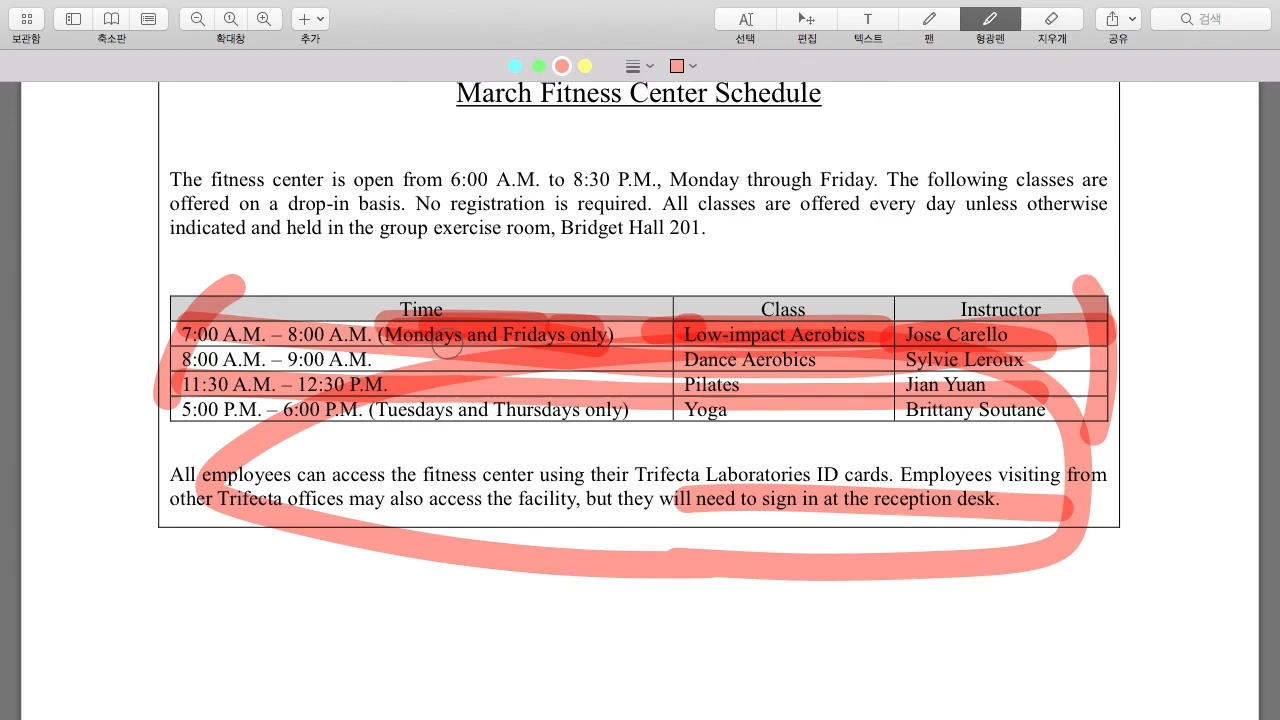 보관함 축소판 확대창 추가 선택 편집 텍스트 펜 형광펜 지우개 공유 검색
March Fitness Center Schedule
The fitness center is open from 6:00 A.M. to 8:30 P.M., Monday through Friday. The following classes are
offered on a drop-in basis. No registration is required. All classes are offered every day unless otherwise
indicated and held in the group exercise room, Bridget Hall 201.
Time Class Instructor
7:00 A.M. – 8:00 A.M. (Mondays and Fridays only) Low-impact Aerobics Jose Carello
8:00 A.M. – 9:00 A.M. Dance Aerobics Sylvie Leroux
11:30 A.M. – 12:30 P.M. Pilates Jian Yuan
5:00 P.M. – 6:00 P.M. (Tuesdays and Thursdays only) Yoga Brittany Soutane
All employees can access the fitness center using their Trifecta Laboratories ID cards. Employees visiting from
other Trifecta offices may also access the facility, but they will need to sign in at the reception desk.